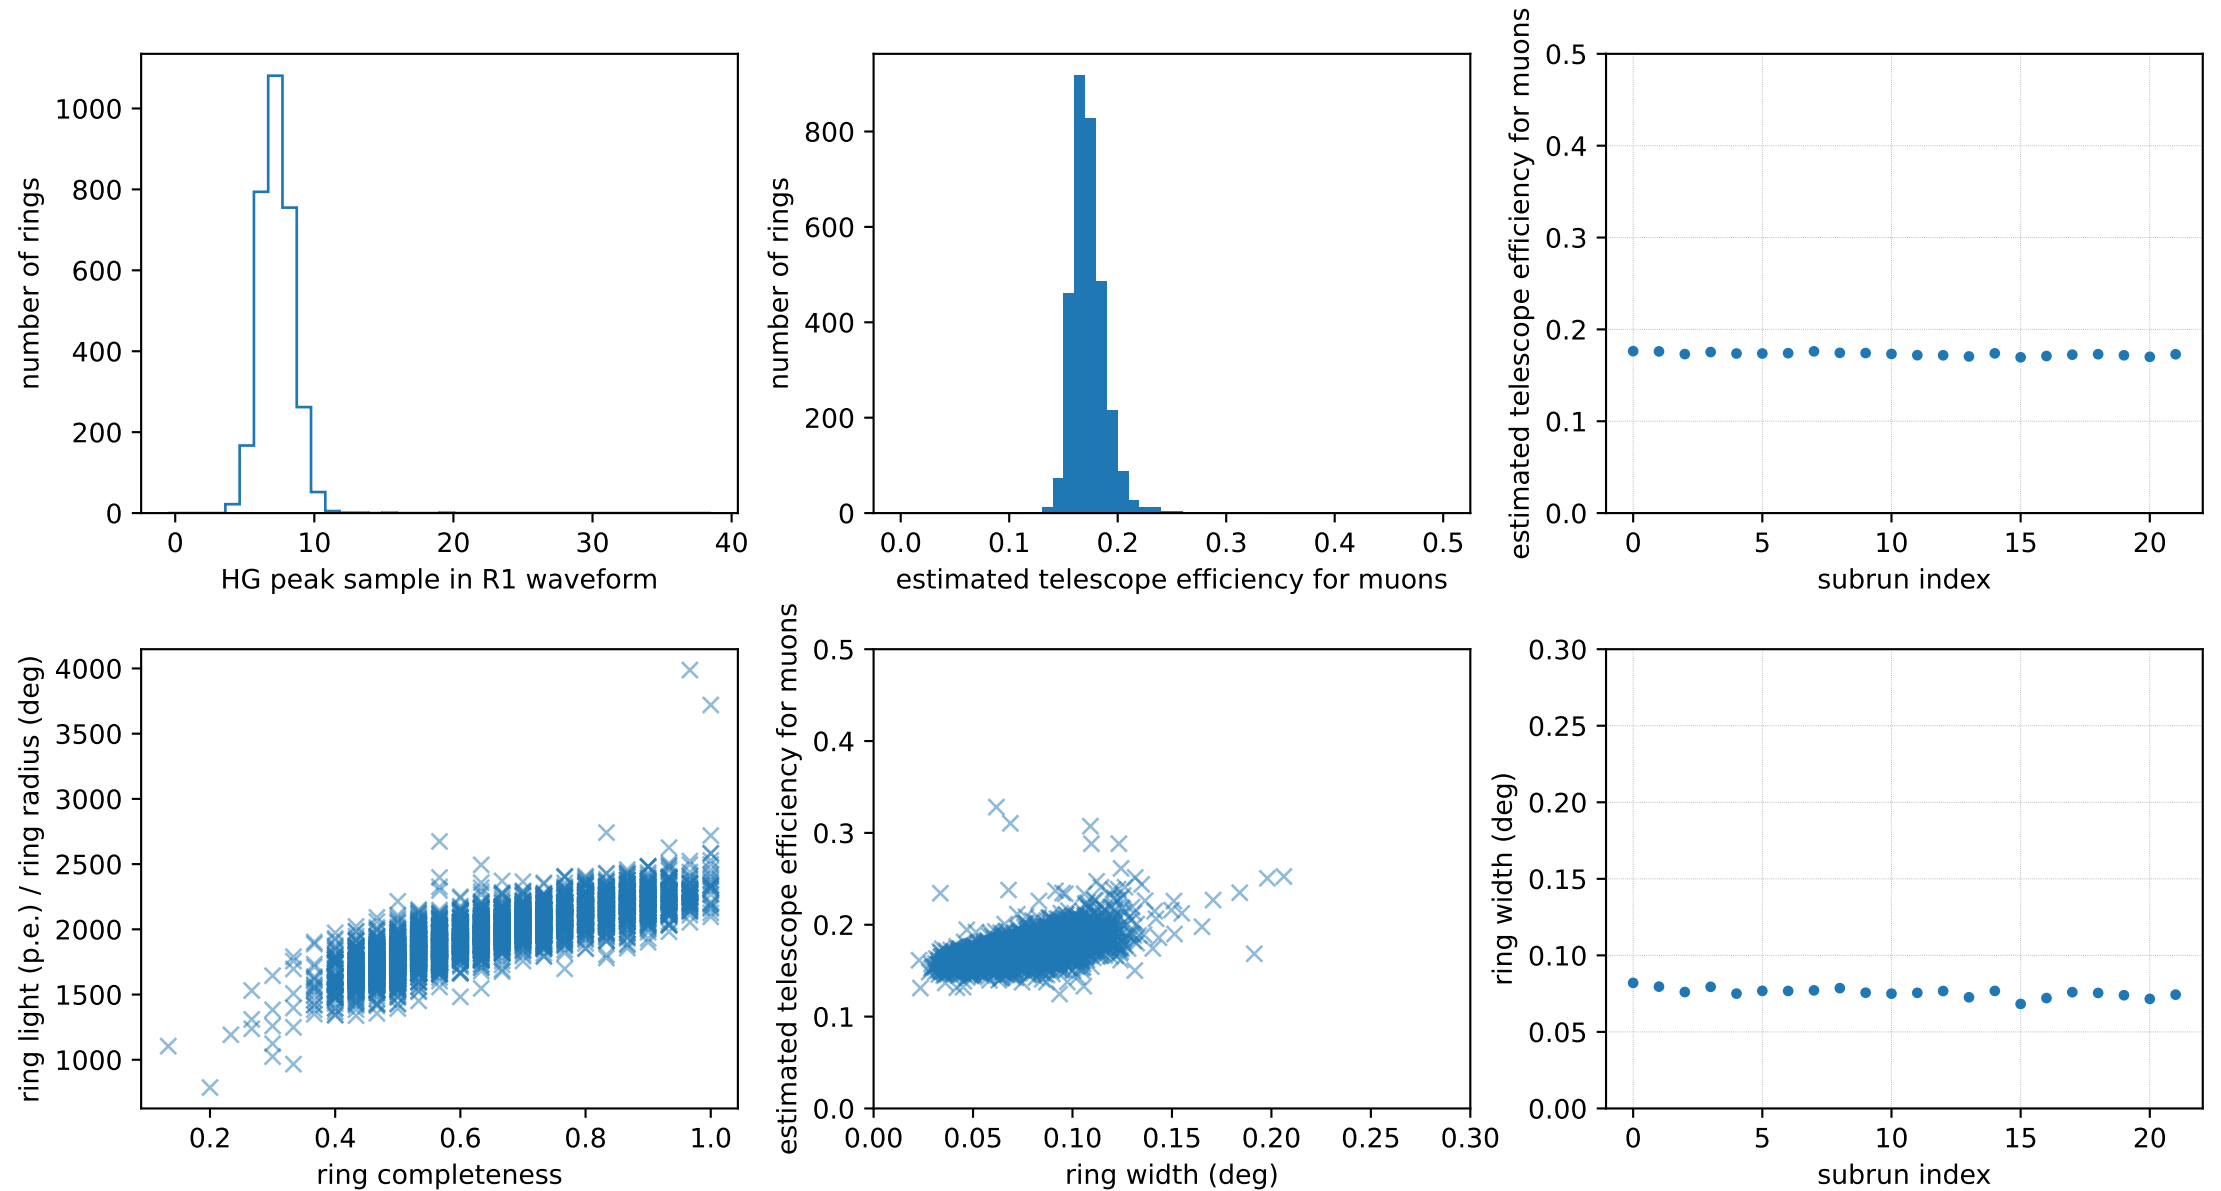 1000
800
600
400
200
0
number of rings
0 10 20 30 40
HG peak sample in R1 waveform
800
600
400
200
0
number of rings
0.0 0.1 0.2 0.3 0.4 0.5
estimated telescope efficiency for muons
0.5
0.4
0.3
0.2
0.1
0.0
estimated telescope efficiency for muons
0 5 10 15 20
subrun index
4000
3500
3000
2500
2000
1500
1000
ring light (p.e.) / ring radius (deg)
0.2 0.4 0.6 0.8 1.0
ring completeness
0.5
0.4
0.3
0.2
0.1
0.0
estimated telescope efficiency for muons
0.00 0.05 0.10 0.15 0.20 0.25 0.30
ring width (deg)
0.30
0.25
0.20
0.15
0.10
0.05
0.00
ring width (deg)
0 5 10 15 20
subrun index